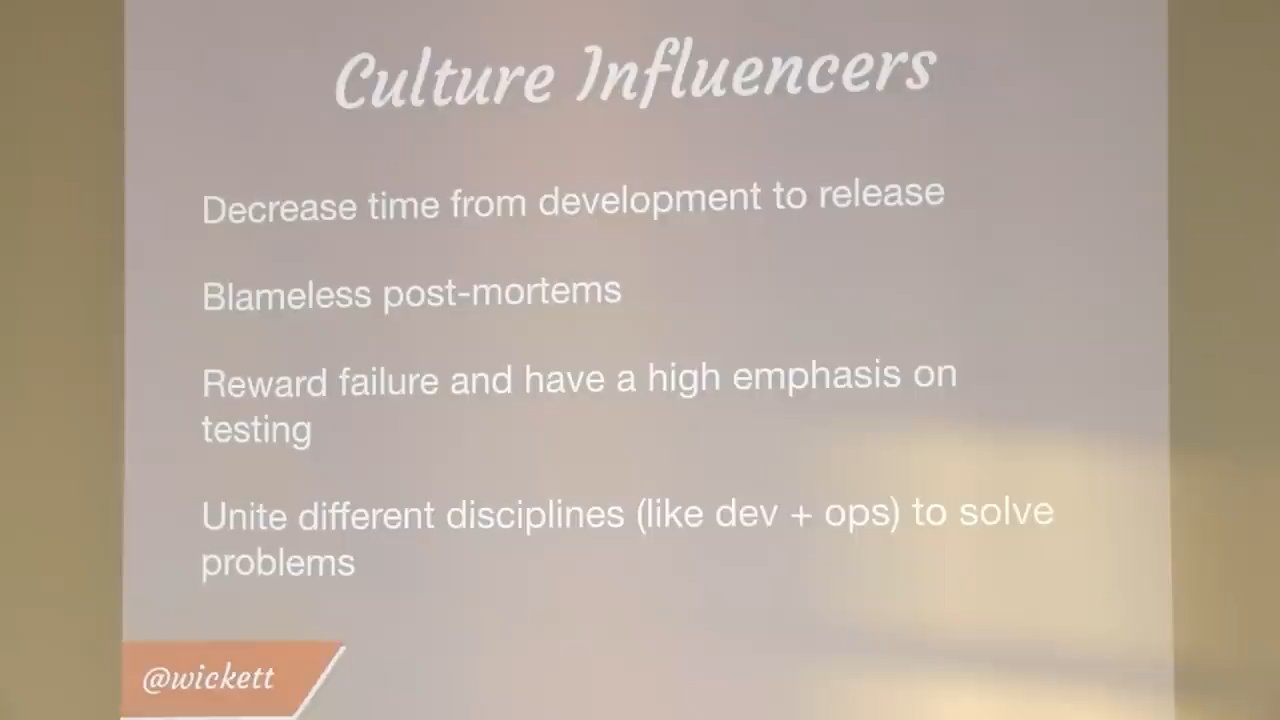 Culture Influencers
Decrease time from development to release
Blameless post-mortems
Reward failure and have a high emphasis on
testing
Unite different disciplines (like dev + ops) to solve
problems
@wickett